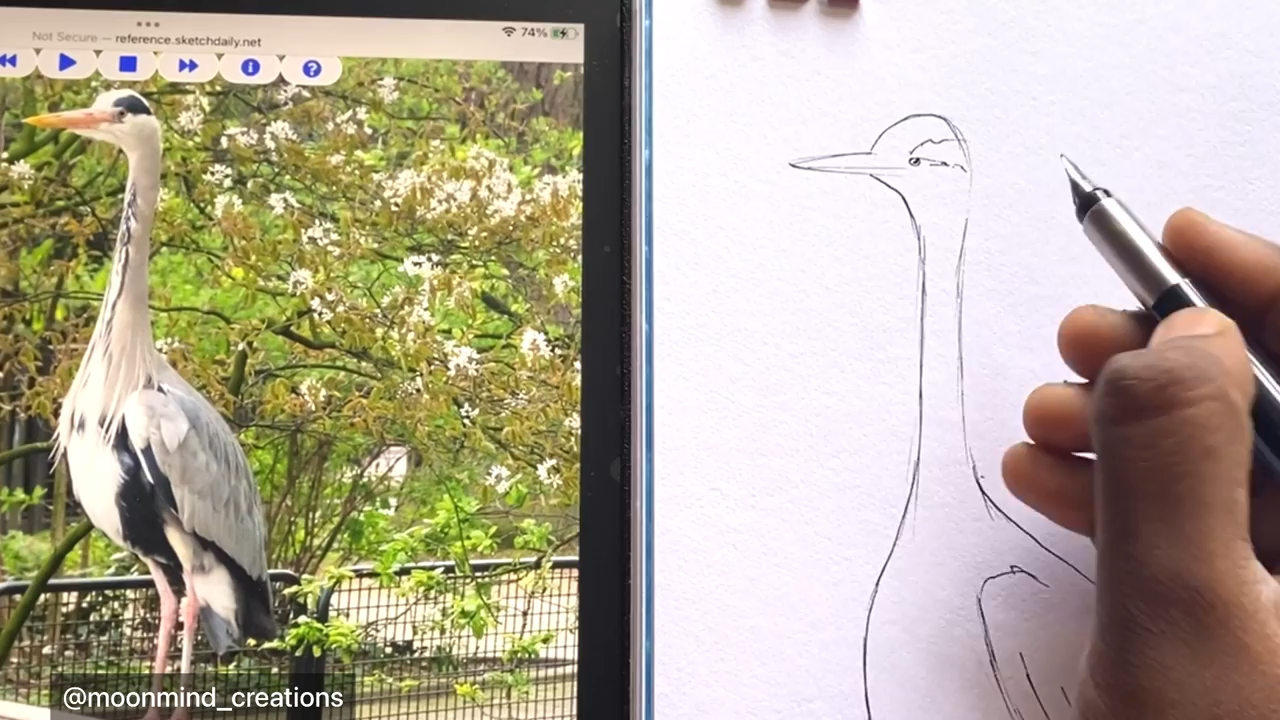 Not Secure — reference.sketchdaily.net
74%
?
@moonmind_creations